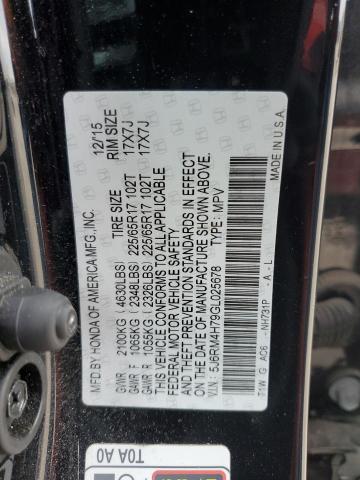 MFD.BY HONDA OF AMERICA MFG.,INC. 12/15
TIRE SIZE RIM SIZE
GVWR 2100KG (4630LBS)
GAWR F 1065KG (2348LBS) 225/65R17 102T 17X7J
GAWR R 1055KG (2326LBS) 225/65R17 102T 17X7J
THIS VEHICLE CONFORMS TO ALL APPLICABLE
FEDERAL MOTOR VEHICLE SAFETY
AND THEFT PREVENTION STANDARDS IN EFFECT
ON THE DATE OF MANUFACTURE SHOWN ABOVE.
V.I.N.: 5J6RM4H79GL025678 TYPE: MPV
T1W G AC6 NH731P -A-L MADE IN U.S.A.
T0A A0